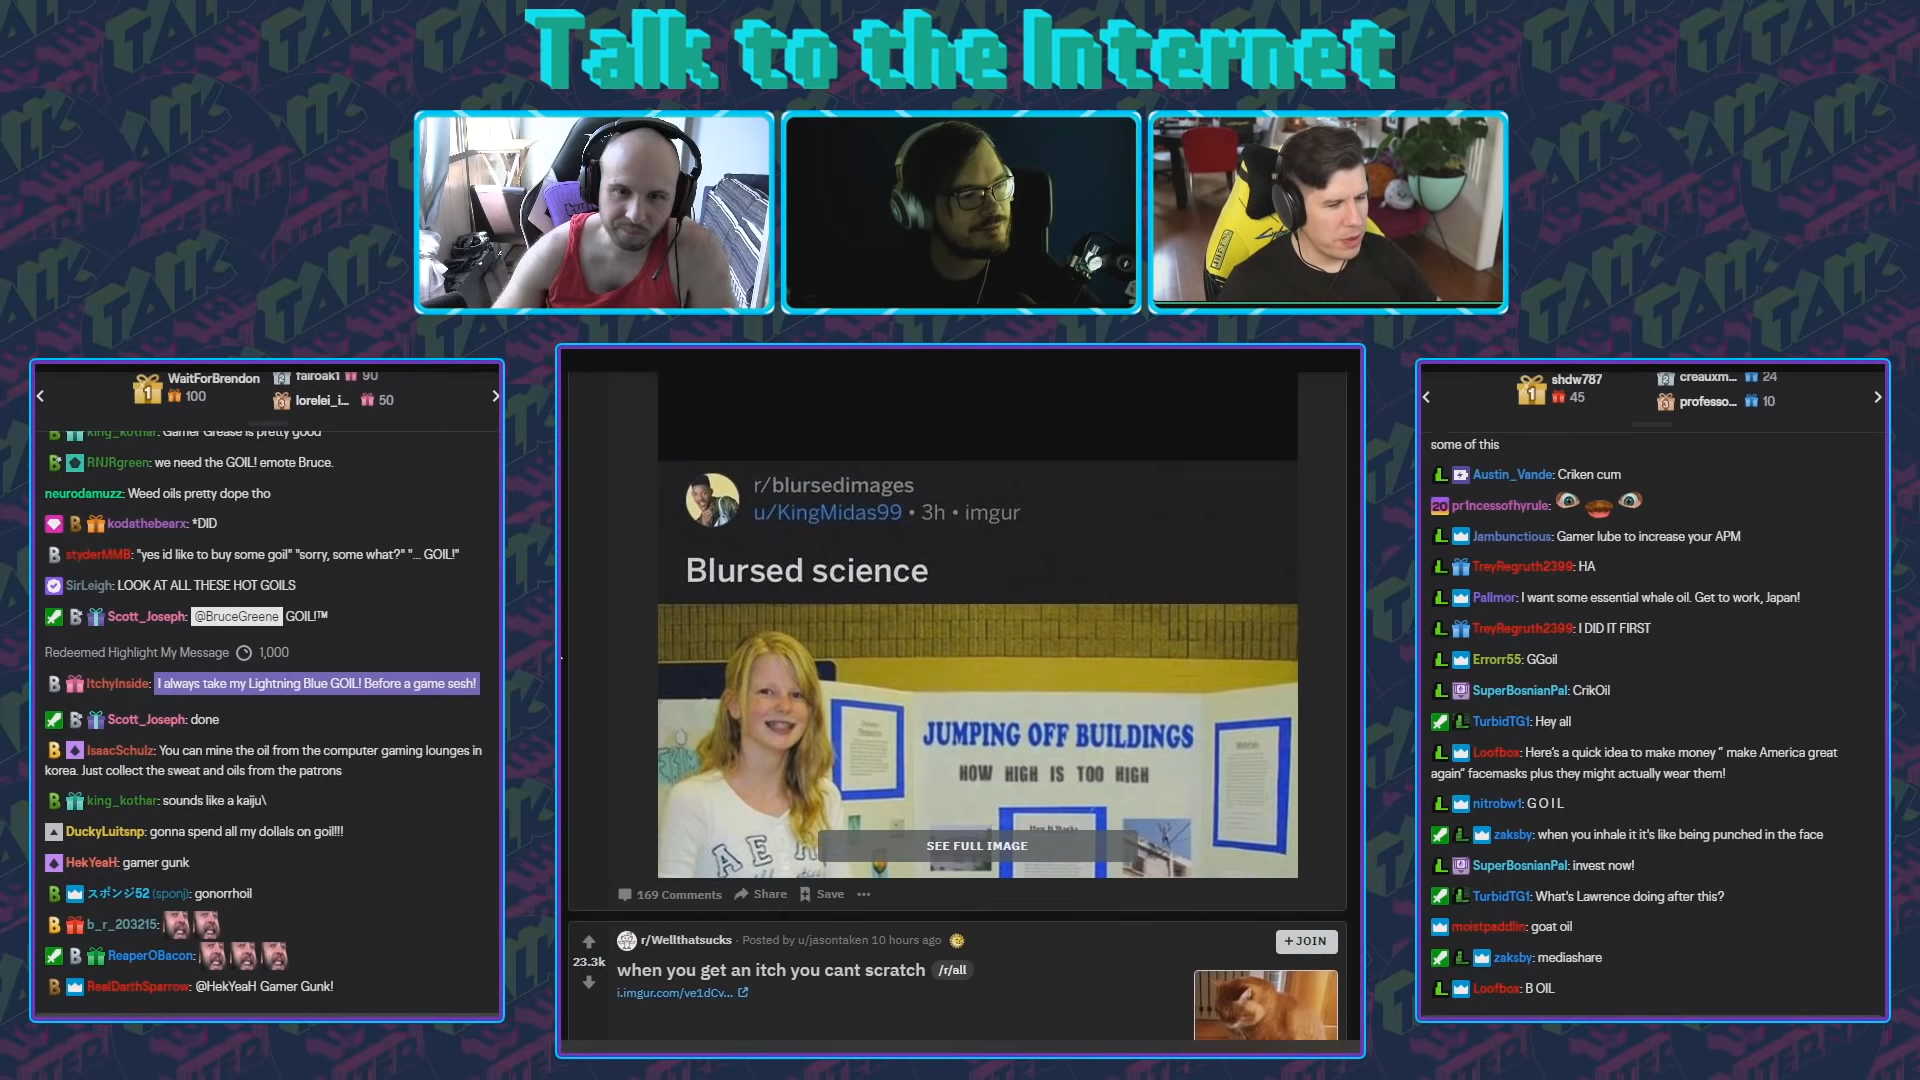 Talk to the Internet
WaitForBrendon
100
fairoak1 90
lorelei_i... 50
king_kothar: Gamer Grease is pretty good
RNJRgreen: we need the GOIL! emote Bruce.
neurodamuzz: Weed oils pretty dope tho
kodathebearx: *DID
styderMMB: "yes id like to buy some goil" "sorry, some what?" "... GOIL!"
SirLeigh: LOOK AT ALL THESE HOT GOILS
Scott_Joseph: @BruceGreene GOIL!™
Redeemed Highlight My Message 1,000
ItchyInside: I always take my Lightning Blue GOIL! Before a game sesh!
Scott_Joseph: done
IsaacSchulz: You can mine the oil from the computer gaming lounges in
korea. Just collect the sweat and oils from the patrons
king_kothar: sounds like a kaiju\
DuckyLuitsnp: gonna spend all my dollals on goil!!!
HekYeaH: gamer gunk
スポンジ52 (sponj): gonorrhoil
b_r_203215:
ReaperOBacon:
RealDarthSparrow: @HekYeaH Gamer Gunk!
r/blursedimages
u/KingMidas99 • 3h • imgur
Blursed science
JUMPING OFF BUILDINGS
HOW HIGH IS TOO HIGH
How It Works
Materials
AE
SEE FULL IMAGE
169 Comments Share Save ...
r/Wellthatsucks · Posted by u/jasontaken 10 hours ago
+ JOIN
23.3k
when you get an itch you cant scratch /r/all
i.imgur.com/ve1dCv...
shdw787
45
creauxm... 24
professo... 10
some of this
Austin_Vande: Criken cum
20 pr1ncessofhyrule:
Jambunctious: Gamer lube to increase your APM
TreyRegruth2399: HA
Pallmor: I want some essential whale oil. Get to work, Japan!
TreyRegruth2399: I DID IT FIRST
Errorr55: GGoil
SuperBosnianPal: CrikOil
TurbidTG1: Hey all
Loofbox: Here's a quick idea to make money " make America great
again" facemasks plus they might actually wear them!
nitrobw1: G O I L
zaksby: when you inhale it it's like being punched in the face
SuperBosnianPal: invest now!
TurbidTG1: What's Lawrence doing after this?
moistpaddlin: goat oil
zaksby: mediashare
Loofbox: B OIL